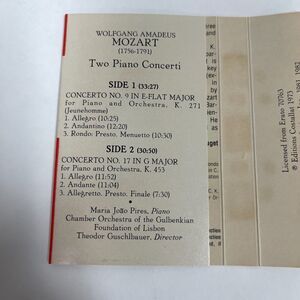 WOLFGANG AMADEUS
MOZART
(1756-1791)
Two Piano Concerti
SIDE 1 (33:27)
CONCERTO NO. 9 IN E-FLAT MAJOR
for Piano and Orchestra, K. 271
(Jeunehomme)
1. Allegro (10:25)
2. Andantino (12:20)
3. Rondo: Presto, Menuetto (10:30)
SIDE 2 (30:50)
CONCERTO NO. 17 IN G MAJOR
for Piano and Orchestra, K. 453
1. Allegro (11:52)
2. Andante (11:04)
3. Allegretto. Presto. Finale (7:30)
Maria João Pires, Piano
Chamber Orchestra of the Gulbenkian
Foundation of Lisbon
Theodor Guschlbauer, Director
Licensed from Erato 70763
℗ Editions Costallat 1973